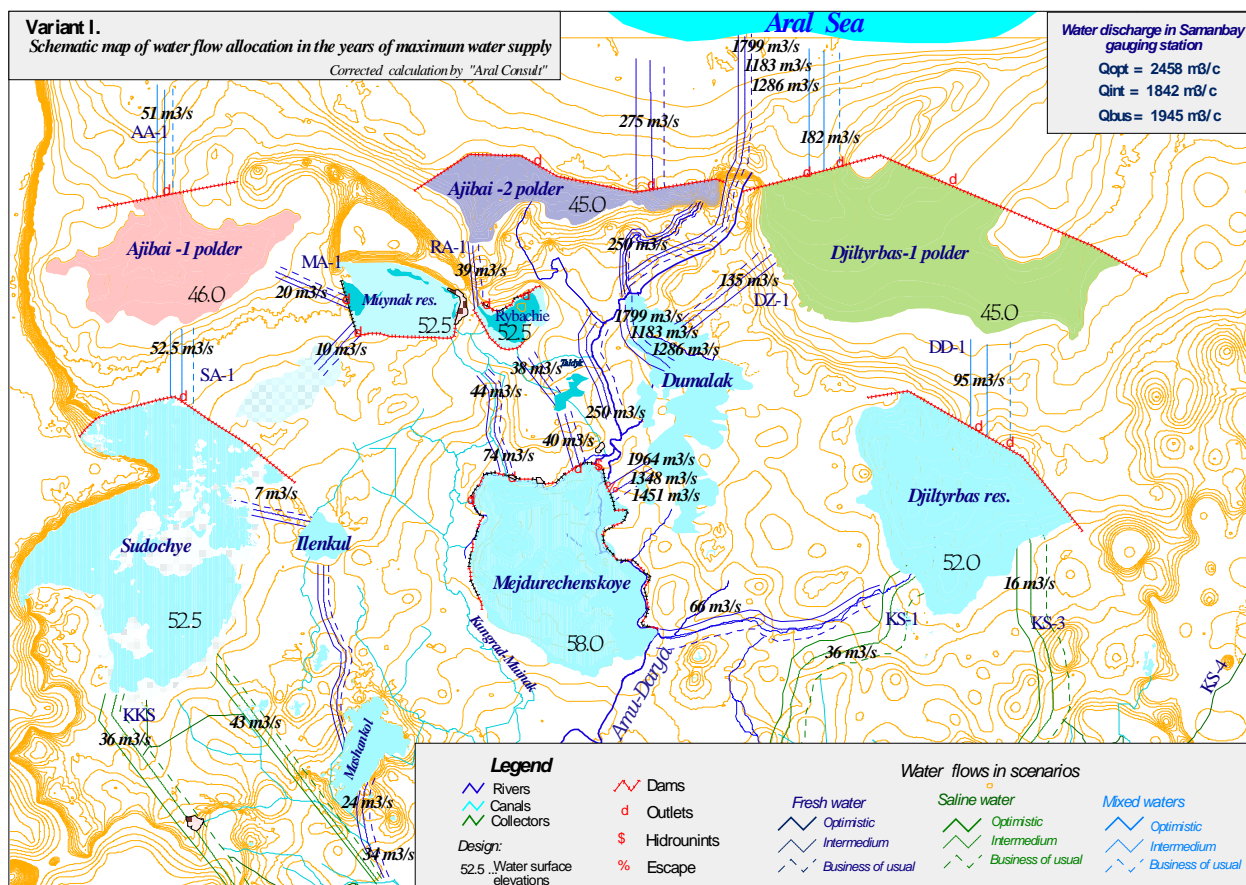 Variant I.
Schematic map of water flow allocation in the years of maximum water supply
Corrected calculation by "Aral Consult"
Aral Sea
Water discharge in Samanbay
gauging station
Qopt = 2458 m3/c
Qint = 1842 m3/c
Qbus= 1945 m3/c
1799 m3/s
1183 m3/s
1286 m3/s
51 m3/s
AA-1
275 m3/s
182 m3/s
d
d
d
d
d
d
Ajibai -2 polder
45.0
Ajibai -1 polder
46.0
Djiltyrbas-1 polder
45.0
RA-1
MA-1
250 m3/s
39 m3/s
135 m3/s
DZ-1
20 m3/s
Muynak res.
52.5
Rybachie
52.5
d
d
d
d
1799 m3/s
1183 m3/s
1286 m3/s
52.5 m3/s
SA-1
10 m3/s
38 m3/s
44 m3/s
Dumalak
DD-1
95 m3/s
d
d
d
250 m3/s
40 m3/s
74 m3/s
1964 m3/s
1348 m3/s
1451 m3/s
d
d
d
7 m3/s
Sudochye
52.5
Ilenkul
Mejdurechenskoye
58.0
Djiltyrbas res.
52.0
16 m3/s
66 m3/s
KS-1
KS-3
36 m3/s
KS-4
Kungrad-Muinak
Amu-Darya
KKS
36 m3/s
43 m3/s
Mashankol
24 m3/s
34 m3/s
Legend
Rivers
Canals
Collectors
Design:
52.5 ..Water surface
elevations
Dams
d Outlets
$ Hidrounints
% Escape
Water flows in scenarios
Fresh water
Optimistic
Intermedium
Business of usual
Saline water
Optimistic
Intermedium
Business of usual
Mixed waters
Optimistic
Intermedium
Business of usual